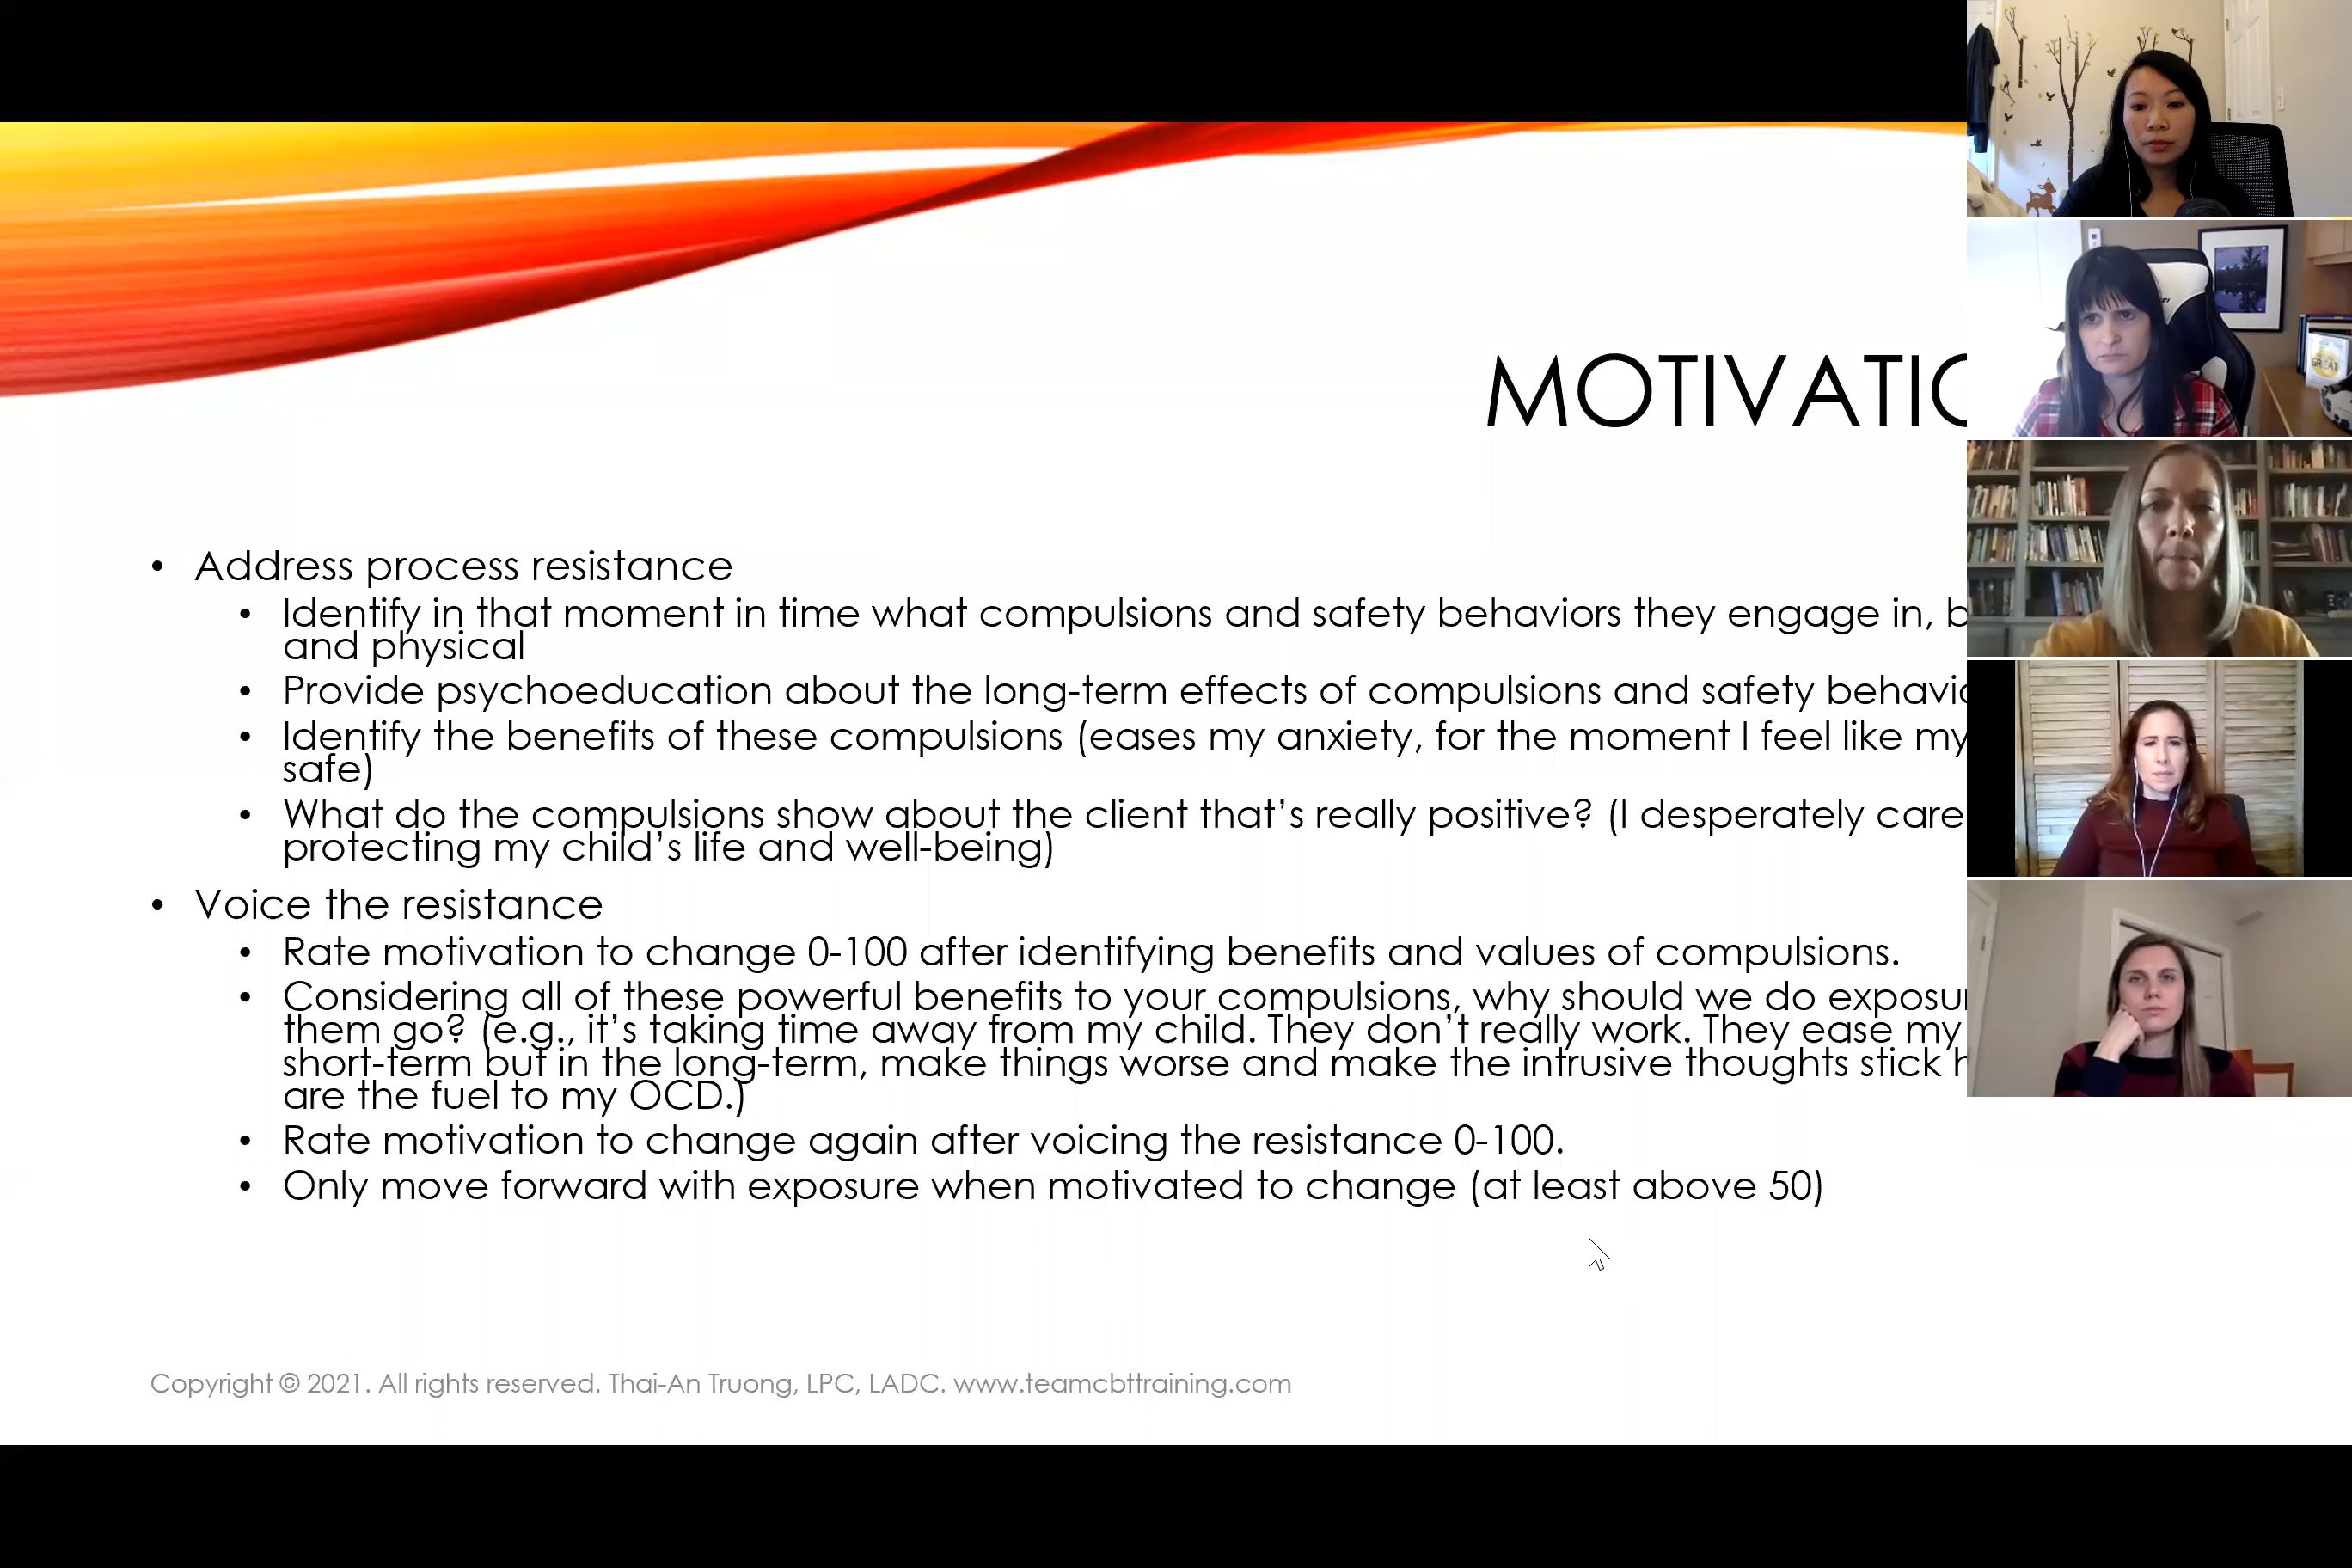 MOTIVATIO
• Address process resistance
• Identify in that moment in time what compulsions and safety behaviors they engage in, b
and physical
• Provide psychoeducation about the long-term effects of compulsions and safety behavio
• Identify the benefits of these compulsions (eases my anxiety, for the moment I feel like my
safe)
• What do the compulsions show about the client that's really positive? (I desperately care
protecting my child's life and well-being)
• Voice the resistance
• Rate motivation to change 0-100 after identifying benefits and values of compulsions.
• Considering all of these powerful benefits to your compulsions, why should we do exposu
them go? (e.g., it's taking time away from my child. They don't really work. They ease my
short-term but in the long-term, make things worse and make the intrusive thoughts stick h
are the fuel to my OCD.)
• Rate motivation to change again after voicing the resistance 0-100.
• Only move forward with exposure when motivated to change (at least above 50)
Copyright © 2021. All rights reserved. Thai-An Truong, LPC, LADC. www.teamcbttraining.com
GREAT